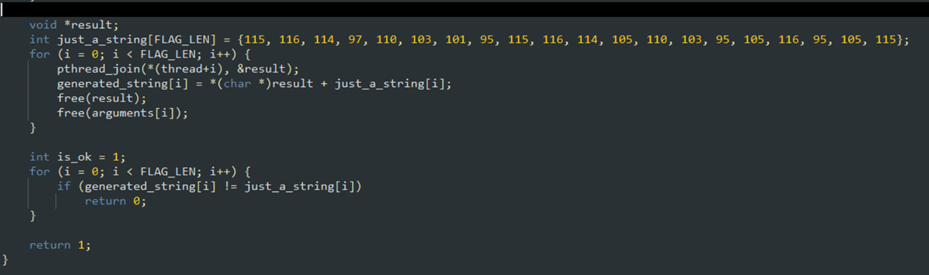 void *result;
int just_a_string[FLAG_LEN] = {115, 116, 114, 97, 110, 103, 101, 95, 115, 116, 114, 105, 110, 103, 95, 105, 116, 95, 105, 115};
for (i = 0; i < FLAG_LEN; i++) {
pthread_join(*(thread+i), &result);
generated_string[i] = *(char *)result + just_a_string[i];
free(result);
free(arguments[i]);
}
int is_ok = 1;
for (i = 0; i < FLAG_LEN; i++) {
if (generated_string[i] != just_a_string[i])
return 0;
}
return 1;
}